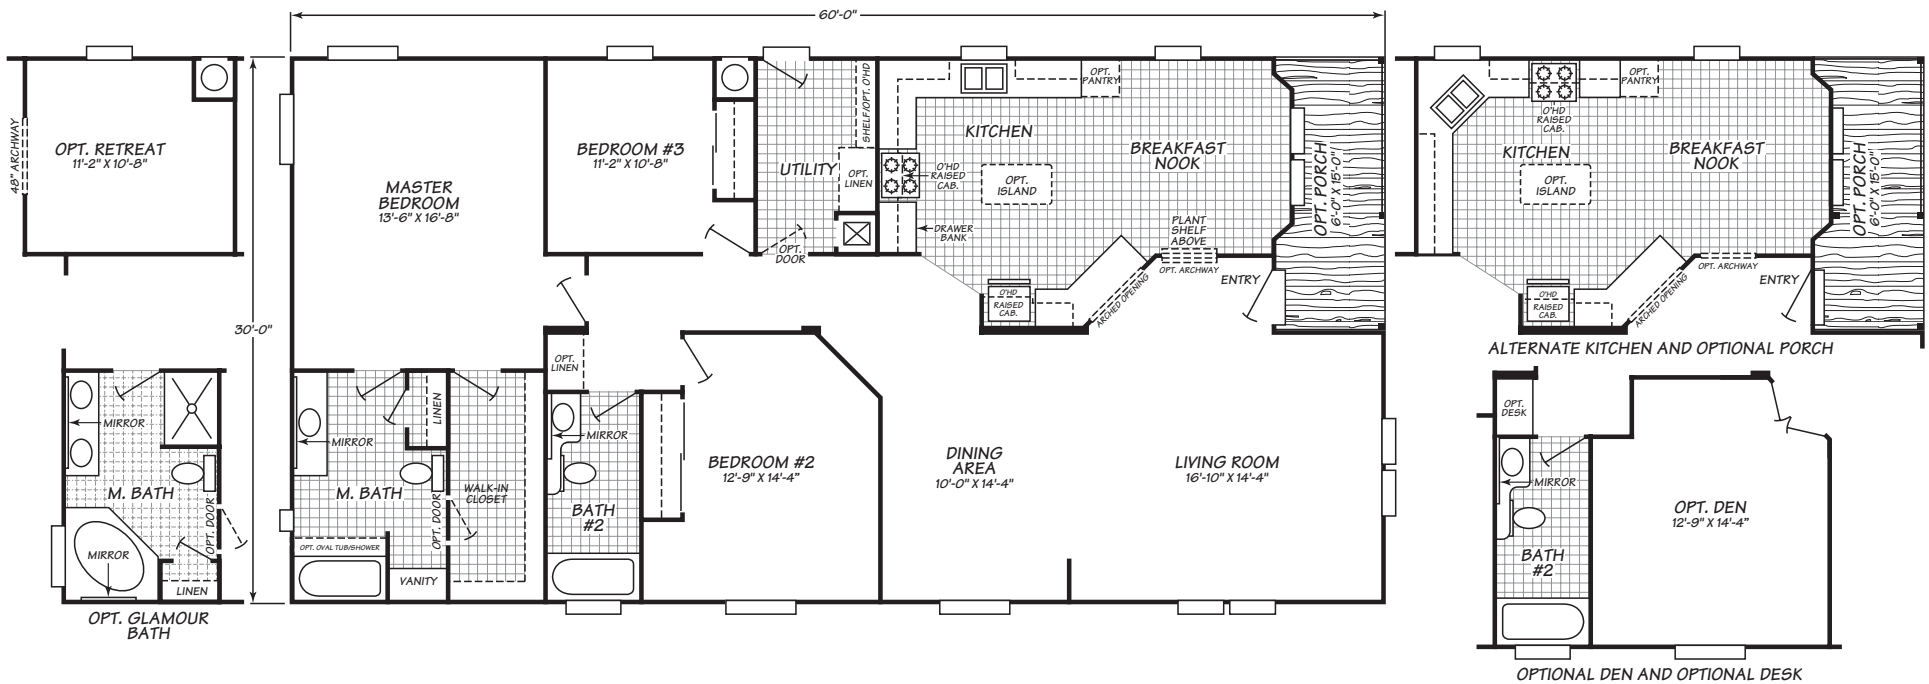 60'-0"
30'-0"
OPT. RETREAT
11'-2" X 10'-8"
48" ARCHWAY
M. BATH
MIRROR
OPT. DOOR
MIRROR
LINEN
OPT. GLAMOUR
BATH
MASTER
BEDROOM
13'-6" X 16'-8"
BEDROOM #3
11'-2" X 10'-8"
UTILITY
SHELF/OPT. O'HD
OPT.
LINEN
OPT.
DOOR
KITCHEN
OPT.
PANTRY
O'HD
RAISED
CAB.
OPT.
ISLAND
DRAWER
BANK
BREAKFAST
NOOK
PLANT
SHELF
ABOVE
OPT. ARCHWAY
ARCHED OPENING
O'HD
RAISED
CAB.
ENTRY
OPT. PORCH
6'-0" X 15'-0"
MIRROR
LINEN
M. BATH
OPT. DOOR
OPT. OVAL TUB/SHOWER
VANITY
WALK-IN
CLOSET
OPT.
LINEN
MIRROR
BATH
#2
BEDROOM #2
12'-9" X 14'-4"
DINING
AREA
10'-0" X 14'-4"
LIVING ROOM
16'-10" X 14'-4"
OPT.
PANTRY
O'HD
RAISED
CAB.
KITCHEN
OPT.
ISLAND
BREAKFAST
NOOK
OPT. ARCHWAY
ARCHED OPENING
O'HD
RAISED
CAB.
ENTRY
OPT. PORCH
6'-0" X 15'-0"
ALTERNATE KITCHEN AND OPTIONAL PORCH
OPT.
DESK
MIRROR
BATH
#2
OPT. DEN
12'-9" X 14'-4"
OPTIONAL DEN AND OPTIONAL DESK